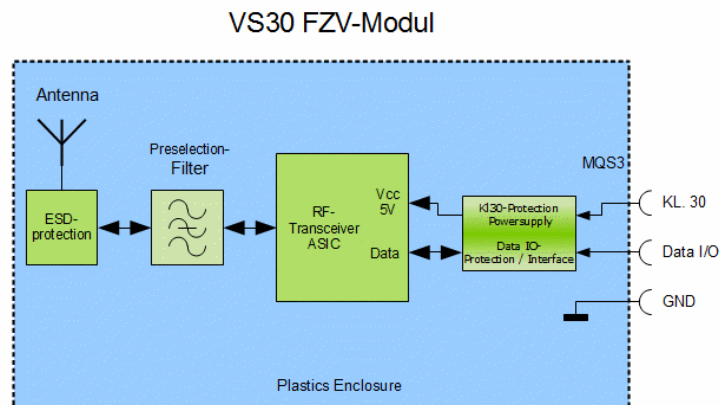 VS30 FZV-Modul
Antenna
Preselection-
Filter
MQS3
ESD-
protection
RF-
Transceiver
ASIC
Vcc
5V
Data
Kl30-Protection
Powersupply
Data IO-
Protection / Interface
KL. 30
Data I/O
GND
Plastics Enclosure